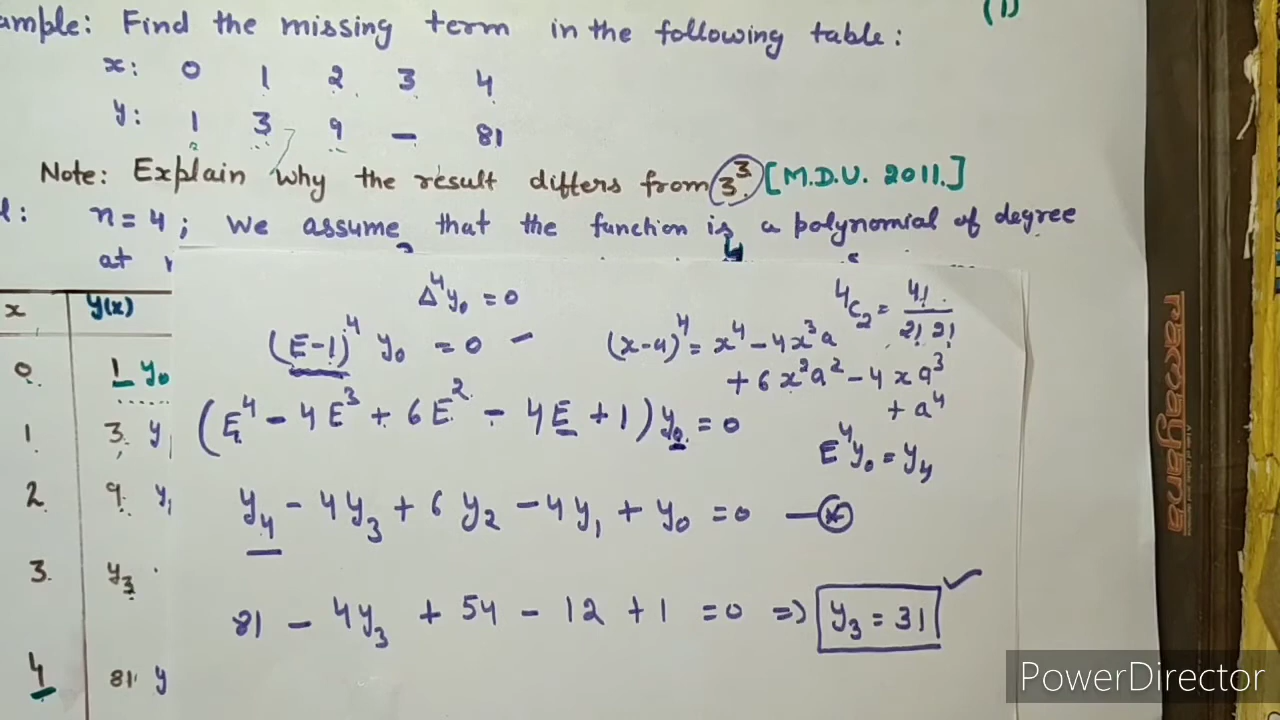 (1)
ample: Find the missing term in the following table:
x: 0 1 2 3 4
y: 1 3 9 – 81
Note: Explain why the result differs from 3³ [M.D.U. 2011.]
l: n=4; We assume that the function is a polynomial of degree
at
x y(x)
0. 1 y₀
1 3.
2 9.
3. y₃
4 81 y
Δ⁴y₀ = 0
⁴C₂ = 4!/2! 2!
(E-1)⁴ y₀ = 0 –
(x-a)⁴ = x⁴ - 4x³a
+ 6x²a² - 4xa³
+ a⁴
(E⁴ - 4E³ + 6E² - 4E + 1) y₀ = 0
E⁴y₀ = y₄
y₄ - 4y₃ + 6y₂ - 4y₁ + y₀ = 0 —⊛
81 - 4y₃ + 54 - 12 + 1 = 0 => y₃ = 31 ✓
Ramayana
PowerDirector